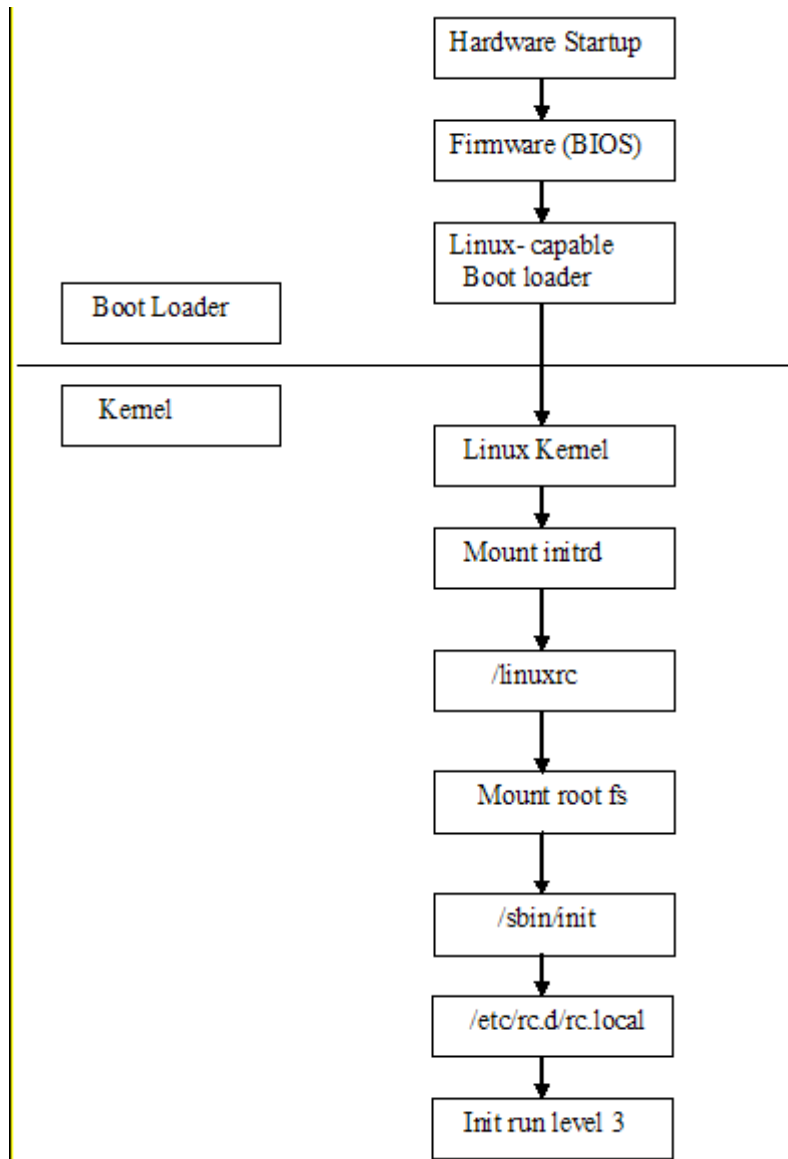 Hardware Startup
Firmware (BIOS)
Linux- capable
Boot loader
Boot Loader
Kernel
Linux Kernel
Mount initrd
/linuxrc
Mount root fs
/sbin/init
/etc/rc.d/rc.local
Init run level 3